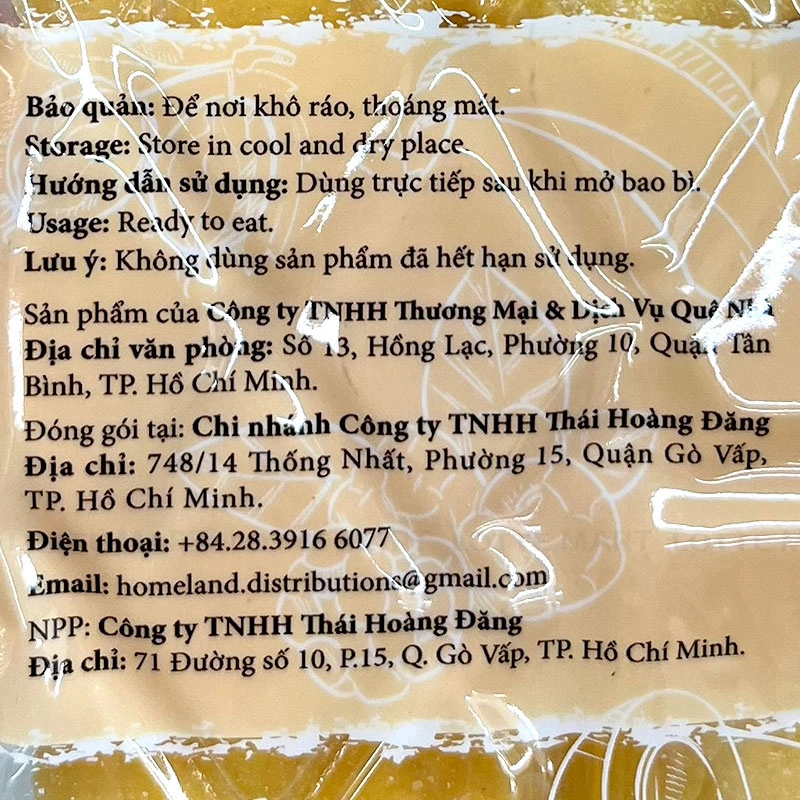 Bảo quản: Để nơi khô ráo, thoáng mát.
Storage: Store in cool and dry place.
Hướng dẫn sử dụng: Dùng trực tiếp sau khi mở bao bì.
Usage: Ready to eat.
Lưu ý: Không dùng sản phẩm đã hết hạn sử dụng.
Sản phẩm của Công ty TNHH Thương Mại & Dịch Vụ Quê Nhà
Địa chỉ văn phòng: Số 13, Hồng Lạc, Phường 10, Quận Tân
Bình, TP. Hồ Chí Minh.
Đóng gói tại: Chi nhánh Công ty TNHH Thái Hoàng Đăng
Địa chỉ: 748/14 Thống Nhất, Phường 15, Quận Gò Vấp,
TP. Hồ Chí Minh.
Điện thoại: +84.28.3916 6077
Email: homeland.distributions@gmail.com
NPP: Công ty TNHH Thái Hoàng Đăng
Địa chỉ: 71 Đường số 10, P.15, Q. Gò Vấp, TP. Hồ Chí Minh.